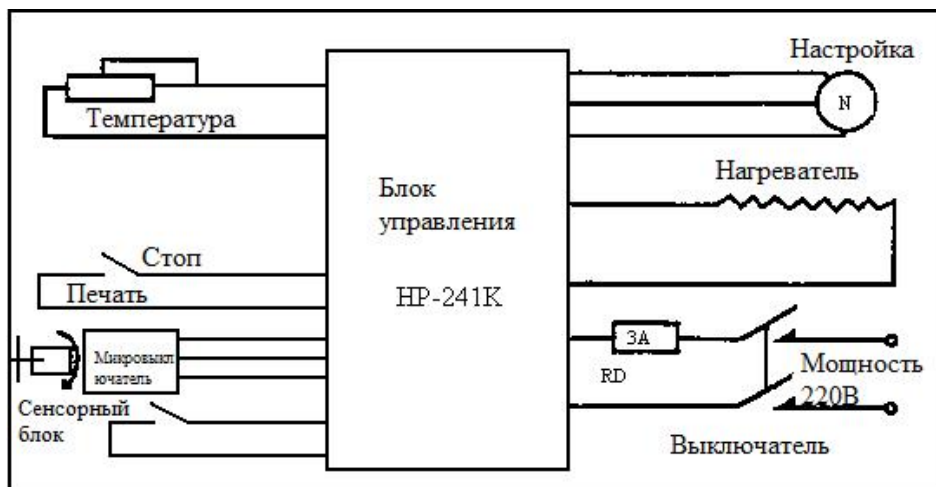 Температура
Стоп
Печать
Микровыкл
ючатель
Сенсорный
блок
Блок
управления
HP-241K
Настройка
N
Нагреватель
3A
RD
Мощность
220В
Выключатель